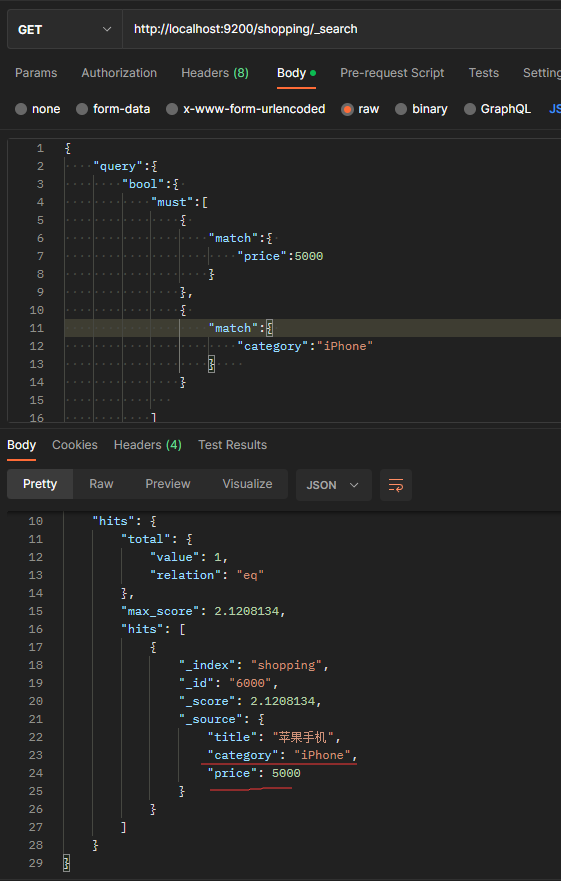 GET http://localhost:9200/shopping/_search
Params Authorization Headers (8) Body Pre-request Script Tests Setting
none form-data x-www-form-urlencoded raw binary GraphQL JS
1 {
2 "query":{
3 "bool":{
4 "must":[
5 {
6 "match":{
7 "price":5000
8 }
9 },
10 {
11 "match":{
12 "category":"iPhone"
13 }
14 }
15
16 ]
Body Cookies Headers (4) Test Results
Pretty Raw Preview Visualize JSON
10 "hits": {
11 "total": {
12 "value": 1,
13 "relation": "eq"
14 },
15 "max_score": 2.1208134,
16 "hits": [
17 {
18 "_index": "shopping",
19 "_id": "6000",
20 "_score": 2.1208134,
21 "_source": {
22 "title": "苹果手机",
23 "category": "iPhone",
24 "price": 5000
25 }
26 }
27 ]
28 }
29 }